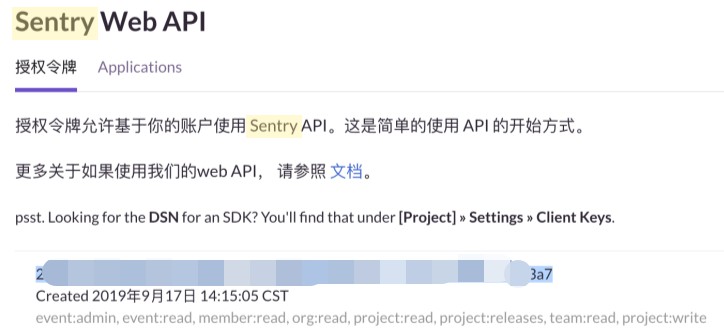 Sentry Web API
授权令牌 Applications
授权令牌允许基于你的账户使用 Sentry API。这是简单的使用 API 的开始方式。
更多关于如果使用我们的web API， 请参照 文档。
psst. Looking for the DSN for an SDK? You'll find that under [Project] » Settings » Client Keys.
2 3a7
Created 2019年9月17日 14:15:05 CST
event:admin, event:read, member:read, org:read, project:read, project:releases, team:read, project:write